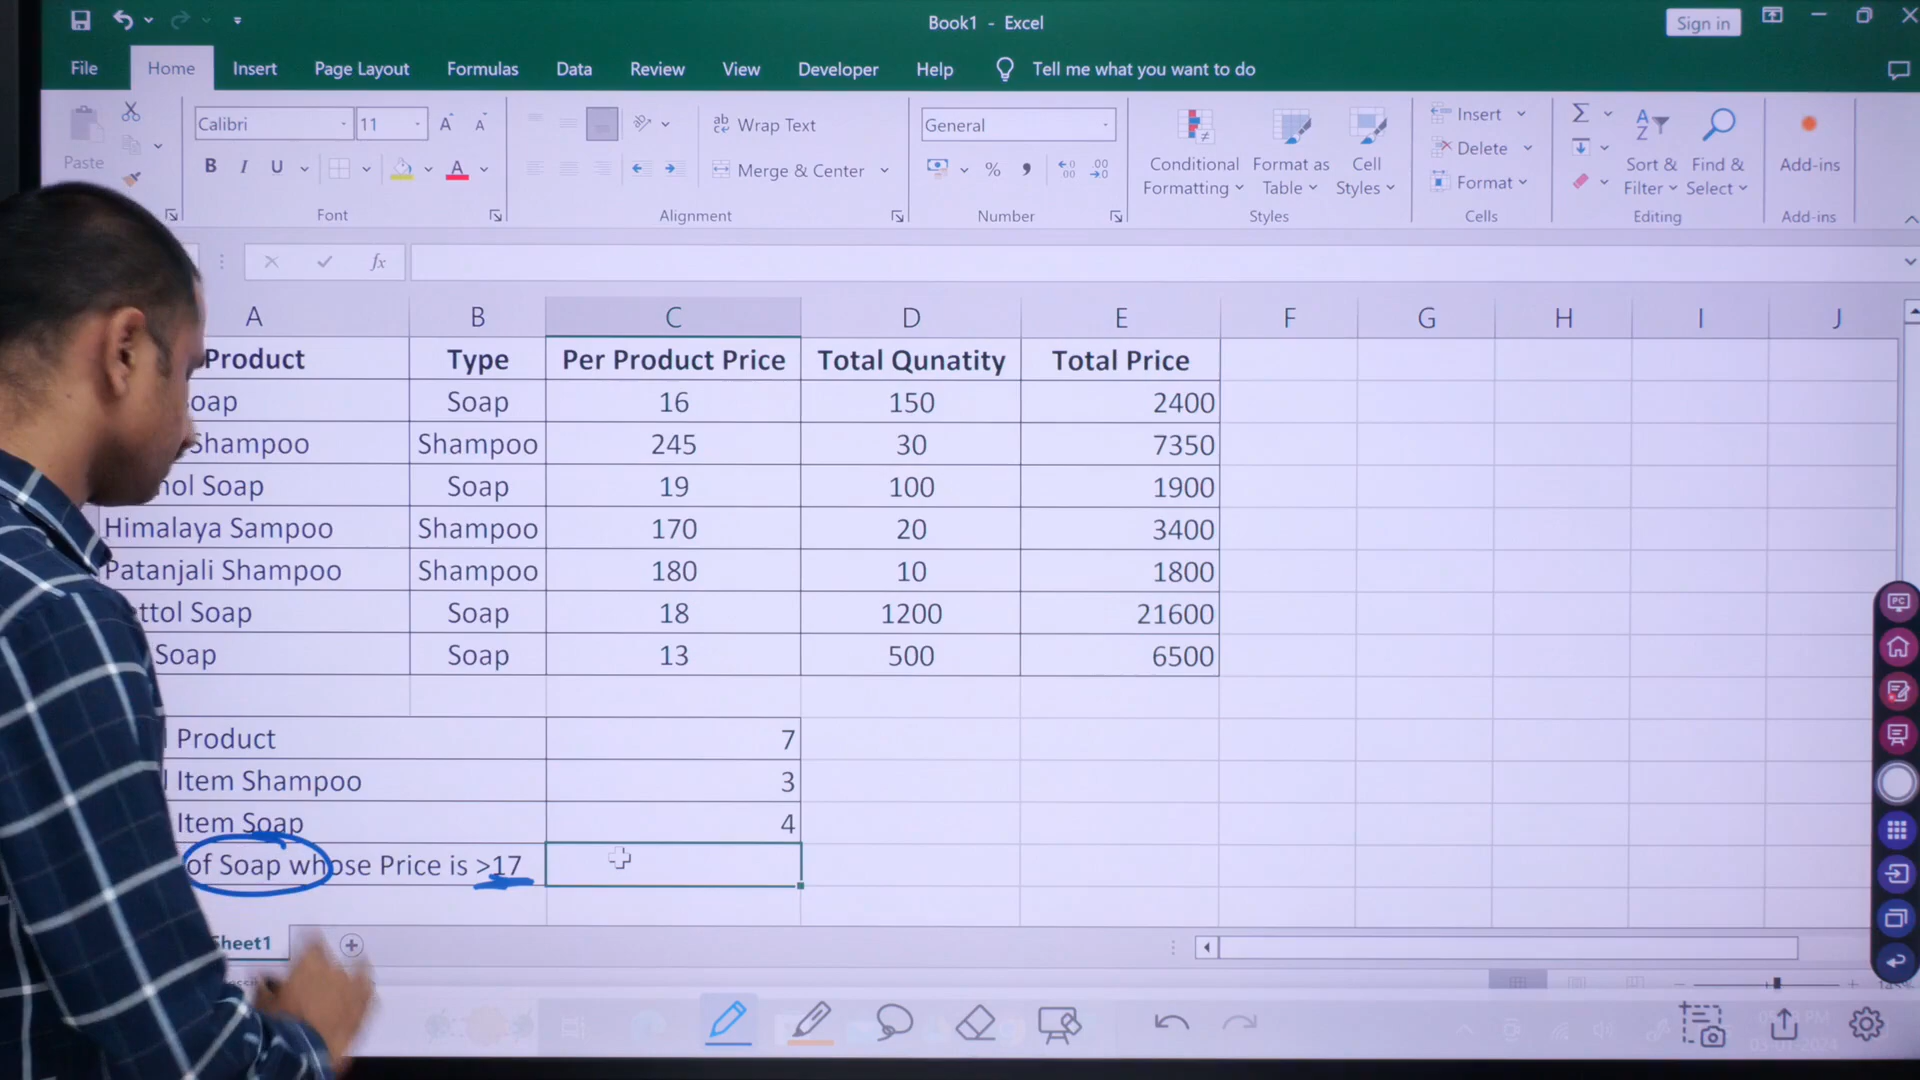 Book1 - Excel
Sign in
File Home Insert Page Layout Formulas Data Review View Developer Help Tell me what you want to do
Paste
Calibri 11
B I U
Wrap Text
Merge & Center
General
% ,
Conditional Formatting
Format as Table
Cell Styles
Insert
Delete
Format
Sort & Filter
Find & Select
Add-ins
Font Alignment Number Styles Cells Editing Add-ins
fx
A B C D E F G H I J
Product Type Per Product Price Total Qunatity Total Price
Soap 16 150 2400
Shampoo Shampoo 245 30 7350
Soap Soap 19 100 1900
Himalaya Sampoo Shampoo 170 20 3400
Patanjali Shampoo Shampoo 180 10 1800
Soap Soap 18 1200 21600
Soap Soap 13 500 6500
Product 7
Item Shampoo 3
Item Soap 4
of Soap whose Price is >17
Sheet1